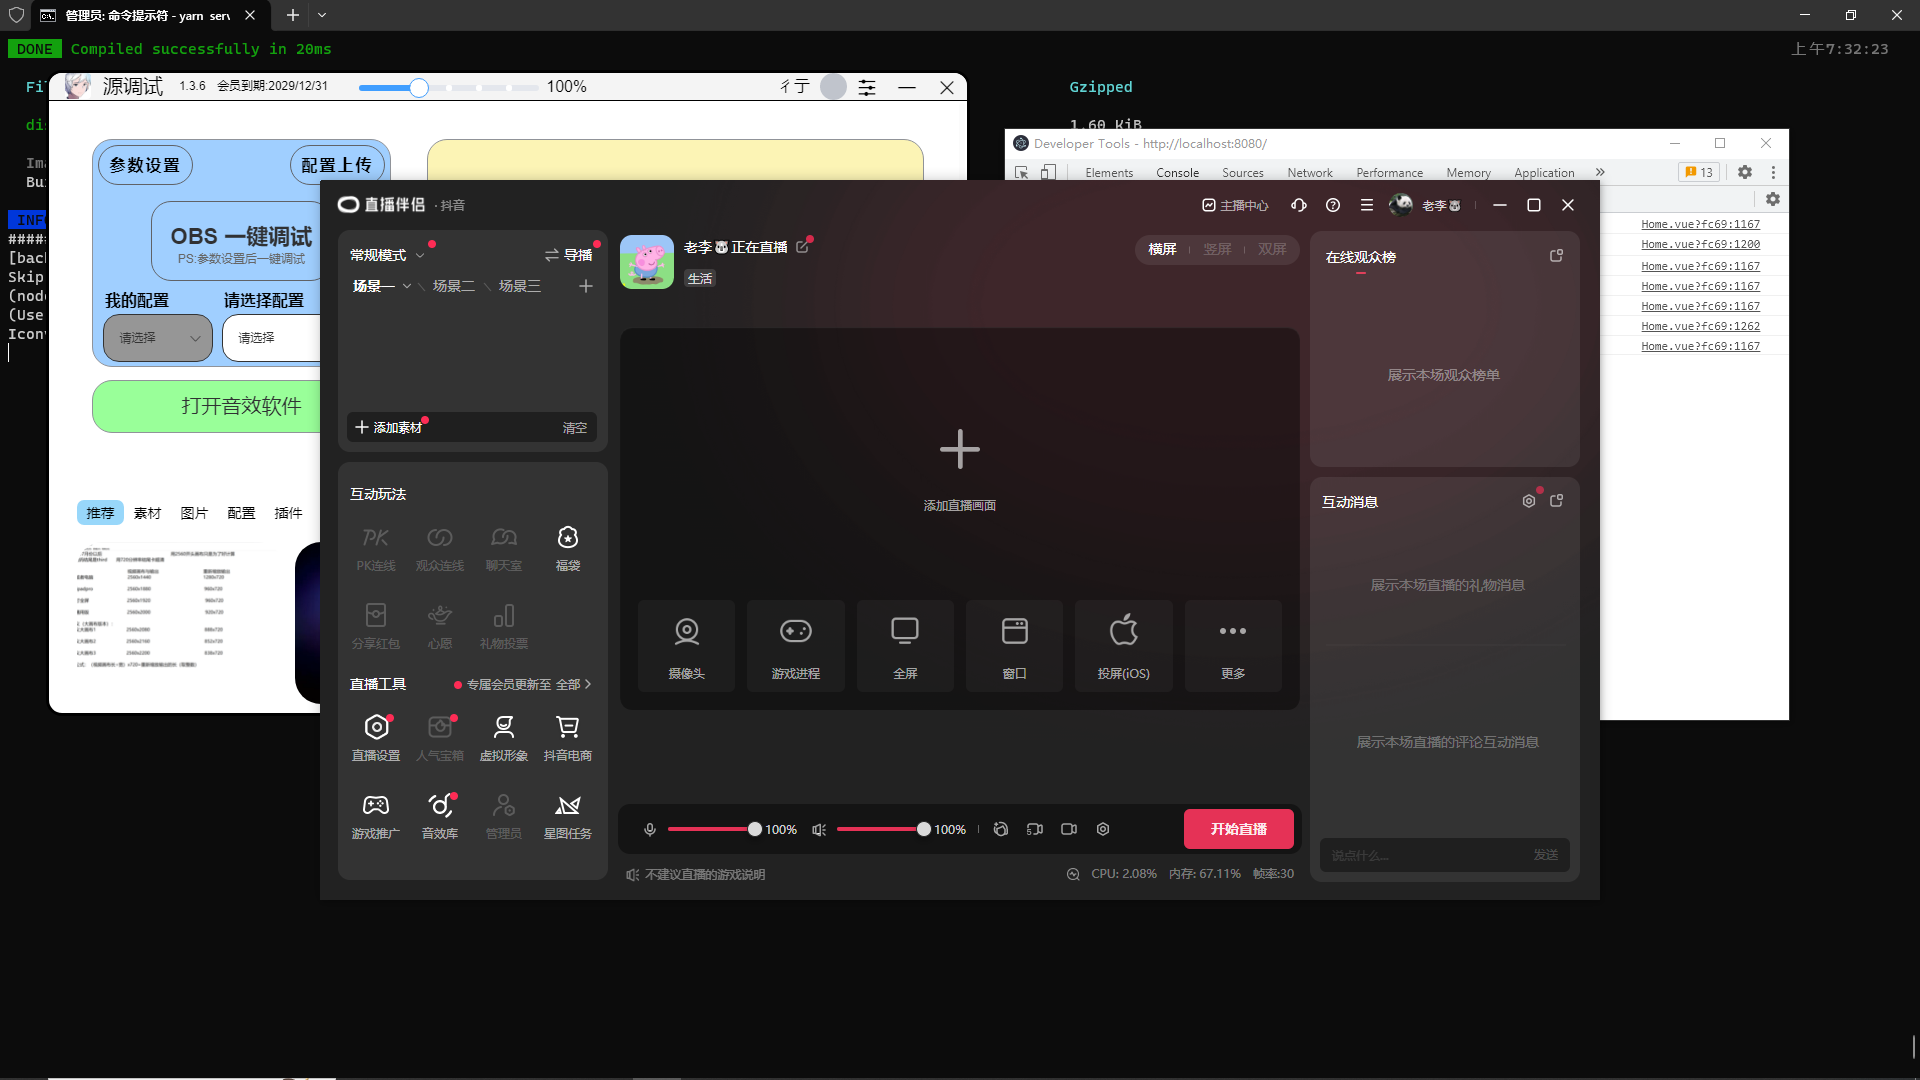 管理员: 命令提示符 - yarn  serv
DONE  Compiled successfully in 20ms
上午7:32:23
Gzipped
1.60 KiB
INFO
源调试 1.3.6 会员到期:2029/12/31 100%
参数设置
配置上传
OBS 一键调试
PS:参数设置后一键调试
我的配置 请选择配置
请选择 请选择
打开音效软件
推荐 素材 图片 配置 插件
Developer Tools - http://localhost:8080/
Elements Console Sources Network Performance Memory Application 13
Home.vue?fc69:1167
Home.vue?fc69:1200
Home.vue?fc69:1167
Home.vue?fc69:1167
Home.vue?fc69:1167
Home.vue?fc69:1262
Home.vue?fc69:1167
直播伴侣 · 抖音
主播中心
老李
常规模式 导播
场景一 场景二 场景三
添加素材 清空
互动玩法
PK
PK连线 观众连线 聊天室 福袋
分享红包 心愿 礼物投票
直播工具 专属会员更新至 全部
直播设置 人气宝箱 虚拟形象 抖音电商
游戏推广 音效库 管理员 星图任务
老李 正在直播
生活
横屏 竖屏 双屏
添加直播画面
摄像头 游戏进程 全屏 窗口 投屏(iOS) 更多
100% 100% 开始直播
不建议直播的游戏说明
CPU: 2.08% 内存: 67.11% 帧率:30
在线观众榜
展示本场观众榜单
互动消息
展示本场直播的礼物消息
展示本场直播的评论互动消息
说点什么... 发送